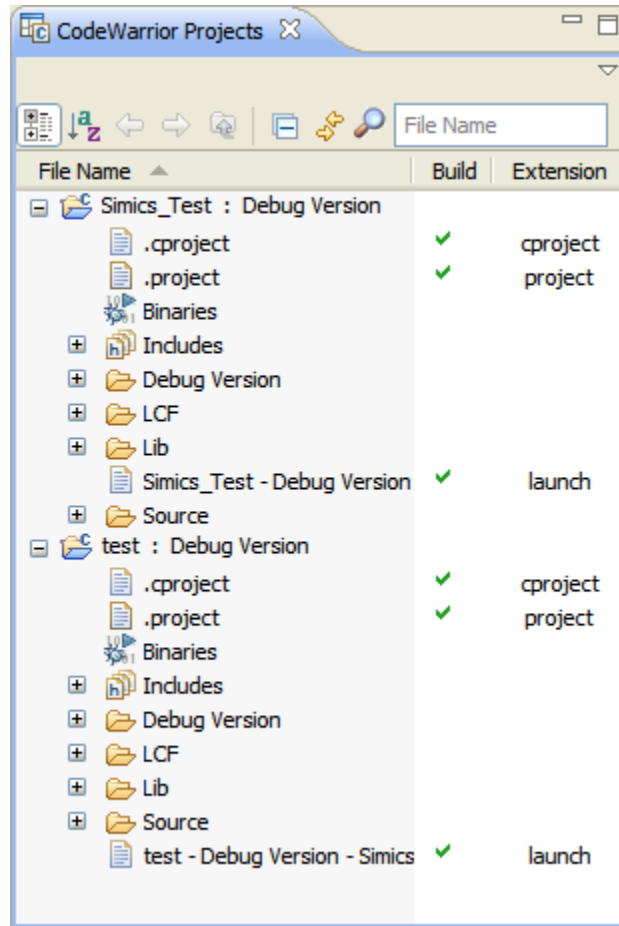 CodeWarrior Projects
File Name
File Name Build Extension
Simics_Test : Debug Version
.cproject cproject
.project project
Binaries
Includes
Debug Version
LCF
Lib
Simics_Test - Debug Version launch
Source
test : Debug Version
.cproject cproject
.project project
Binaries
Includes
Debug Version
LCF
Lib
Source
test - Debug Version - Simics launch